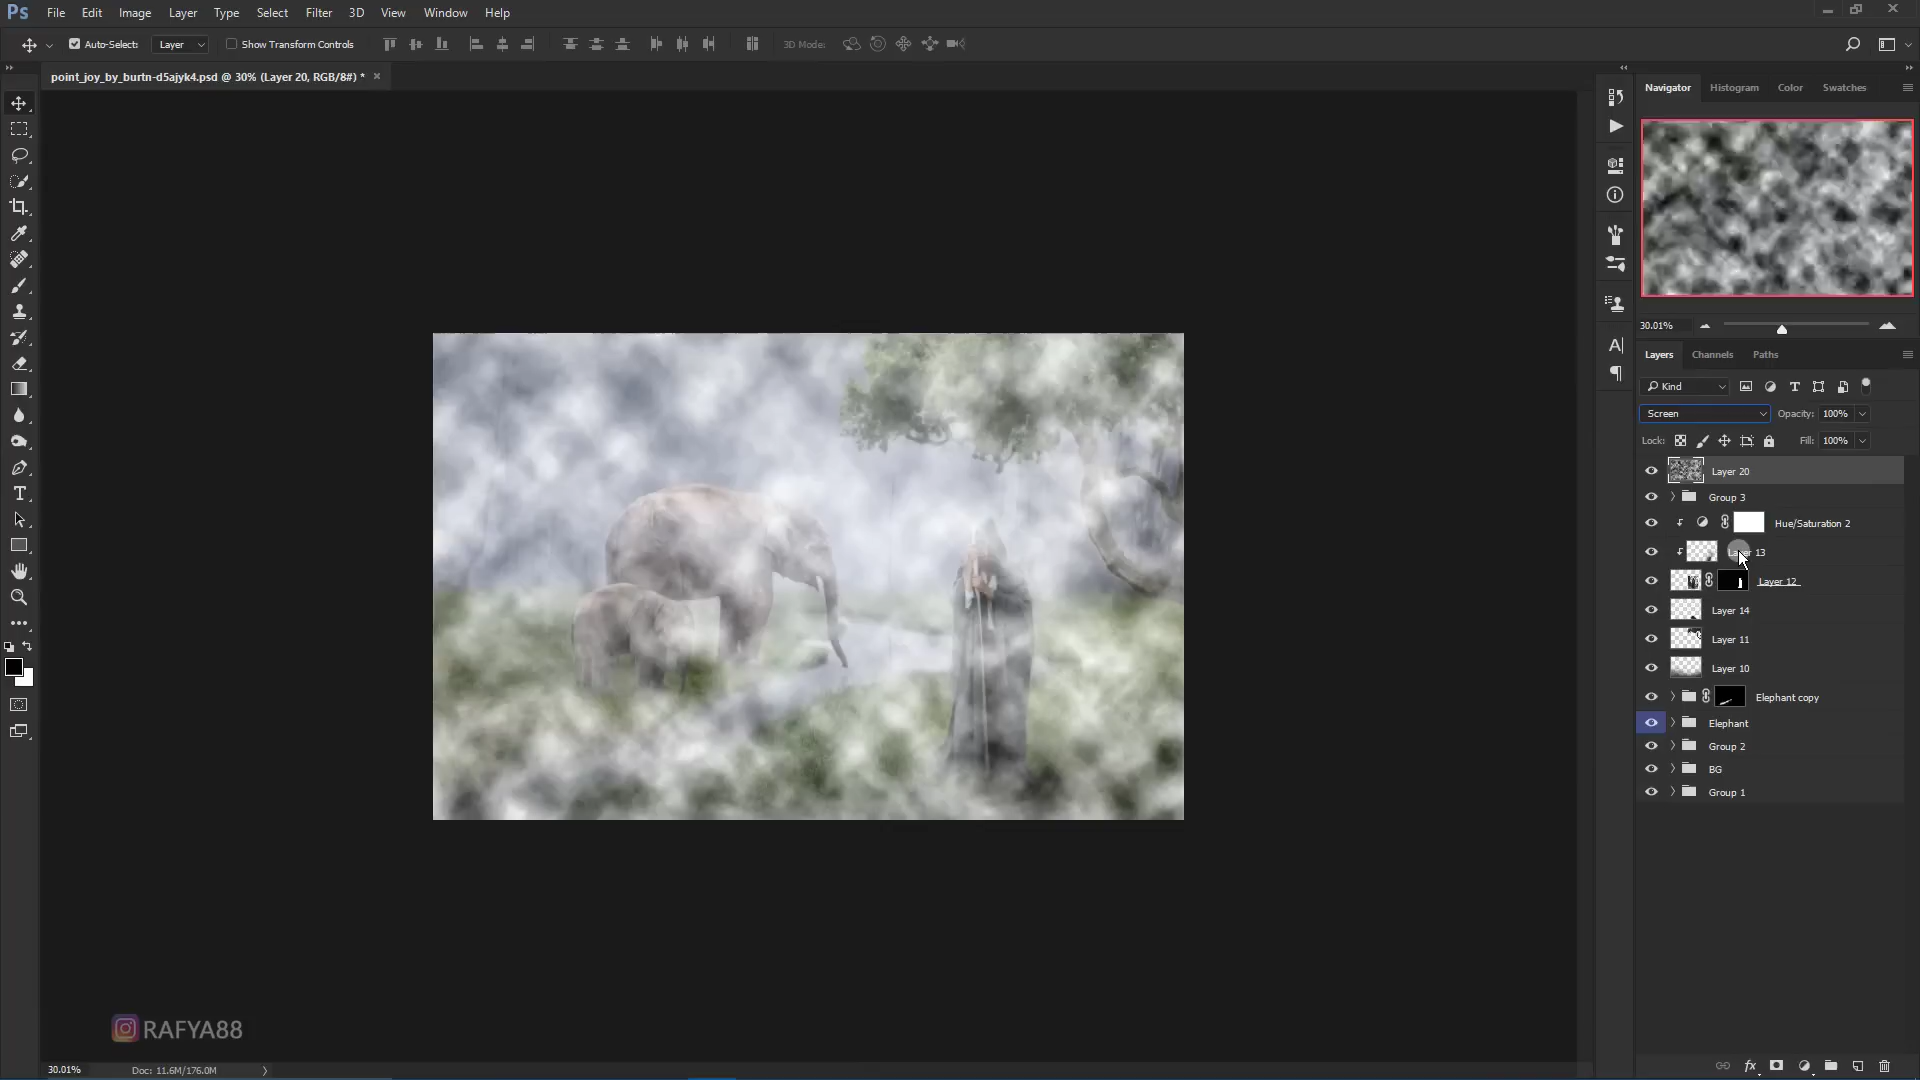 Ps File Edit Image Layer Type Select Filter 3D View Window Help
Auto-Select: Layer Show Transform Controls 3D Mode:
point_joy_by_burtn-d5ajyk4.psd @ 30% (Layer 20, RGB/8#) *
Navigator Histogram Color Swatches
30.01%
Layers Channels Paths
Kind
Screen Opacity: 100%
Lock: Fill: 100%
Layer 20
Group 3
Hue/Saturation 2
Layer 13
Layer 12
Layer 14
Layer 11
Layer 10
Elephant copy
Elephant
Group 2
BG
Group 1
RAFYA88
30.01% Doc: 11.6M/176.0M